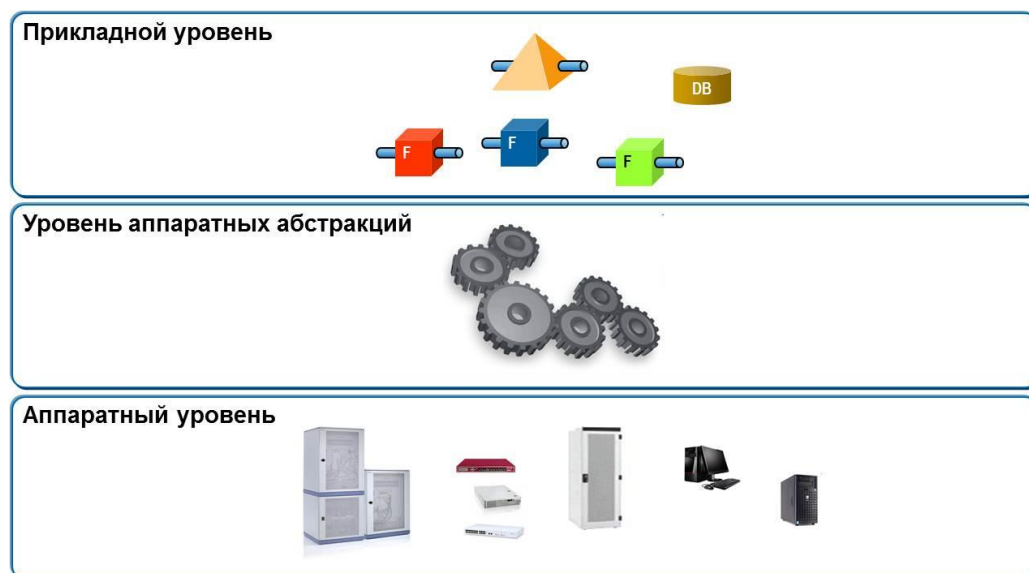 Прикладной уровень
DB
F
F
F
Уровень аппаратных абстракций
Аппаратный уровень